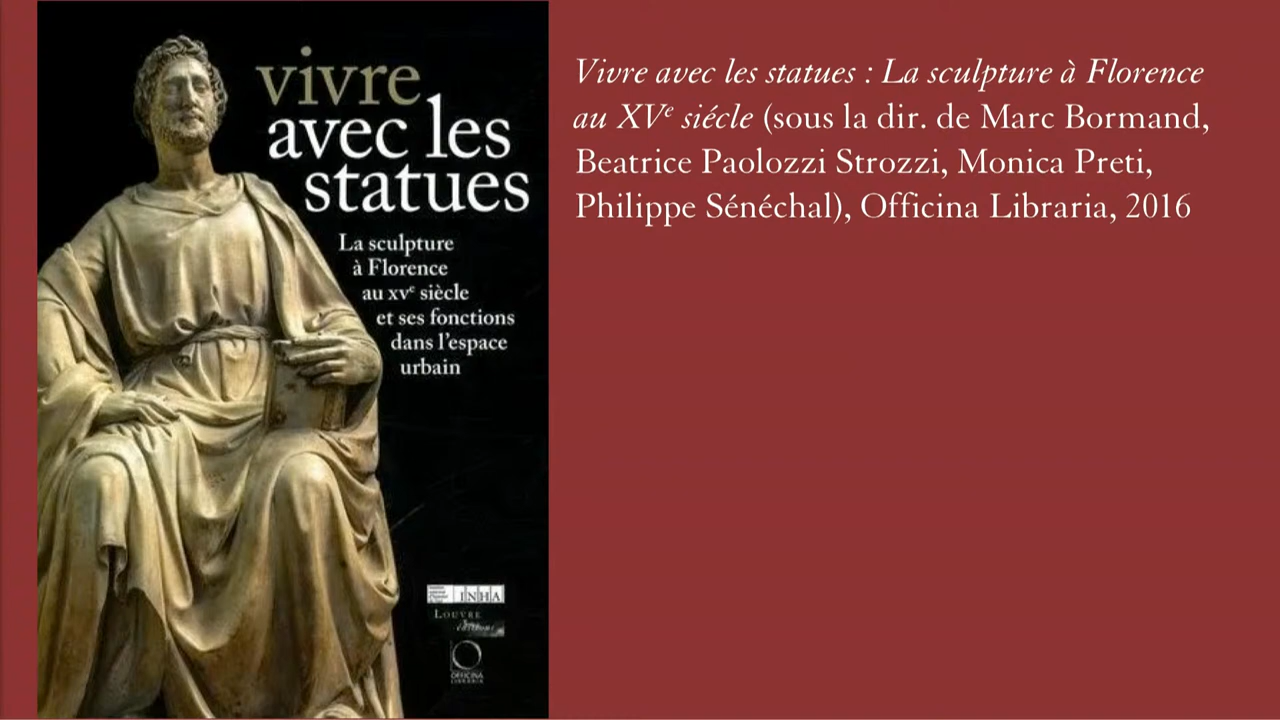 vivre
avec les
statues
La sculpture
à Florence
au XVe siècle
et ses fonctions
dans l'espace
urbain
INHA
LOUVRE
éditions
OFFICINA
LIBRARIA
Vivre avec les statues : La sculpture à Florence
au XVe siécle (sous la dir. de Marc Bormand,
Beatrice Paolozzi Strozzi, Monica Preti,
Philippe Sénéchal), Officina Libraria, 2016